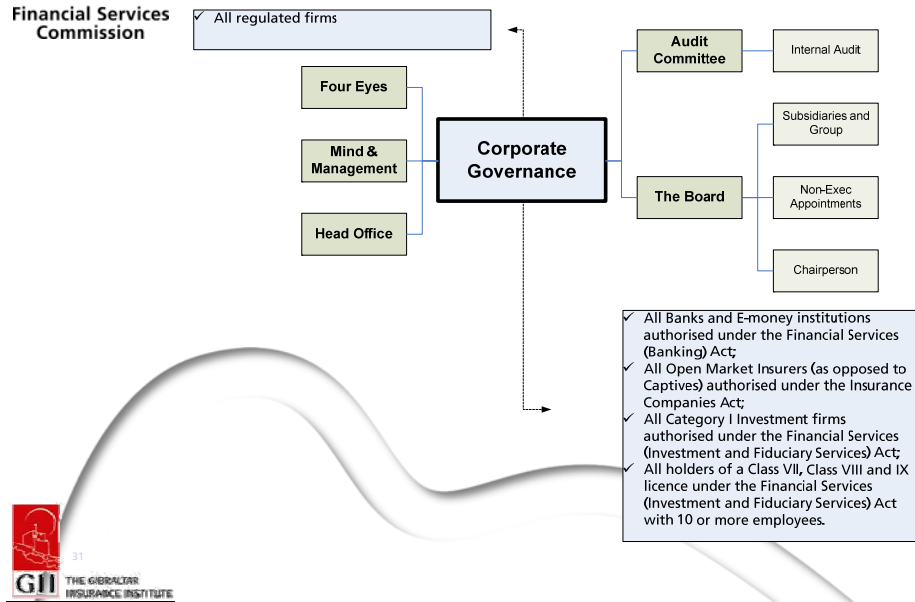 Financial Services
Commission
✓ All regulated firms
Four Eyes
Mind &
Management
Head Office
Corporate
Governance
Audit
Committee
Internal Audit
The Board
Subsidiaries and
Group
Non-Exec
Appointments
Chairperson
✓ All Banks and E-money institutions
authorised under the Financial Services
(Banking) Act;
✓ All Open Market Insurers (as opposed to
Captives) authorised under the Insurance
Companies Act;
✓ All Category I Investment firms
authorised under the Financial Services
(Investment and Fiduciary Services) Act;
✓ All holders of a Class VII, Class VIII and IX
licence under the Financial Services
(Investment and Fiduciary Services) Act
with 10 or more employees.
31
GII
THE GIBRALTAR
INSURANCE INSTITUTE